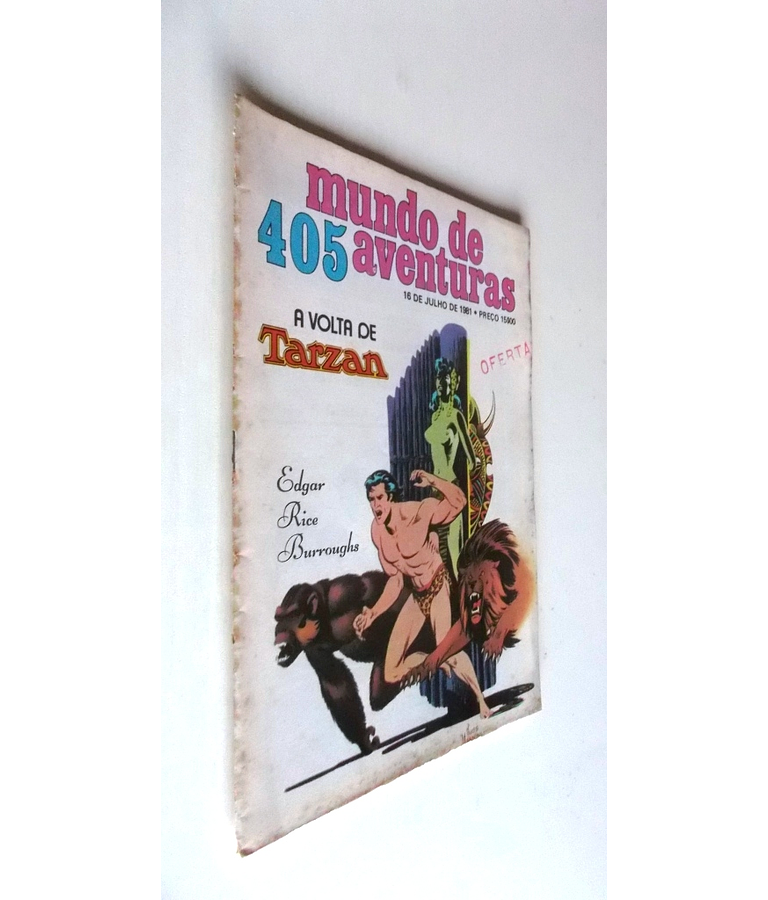 mundo de
405 aventuras
16 DE JULHO DE 1981 • PREÇO 15$00
A VOLTA DE
Tarzan
OFERTA
Edgar
Rice
Burroughs